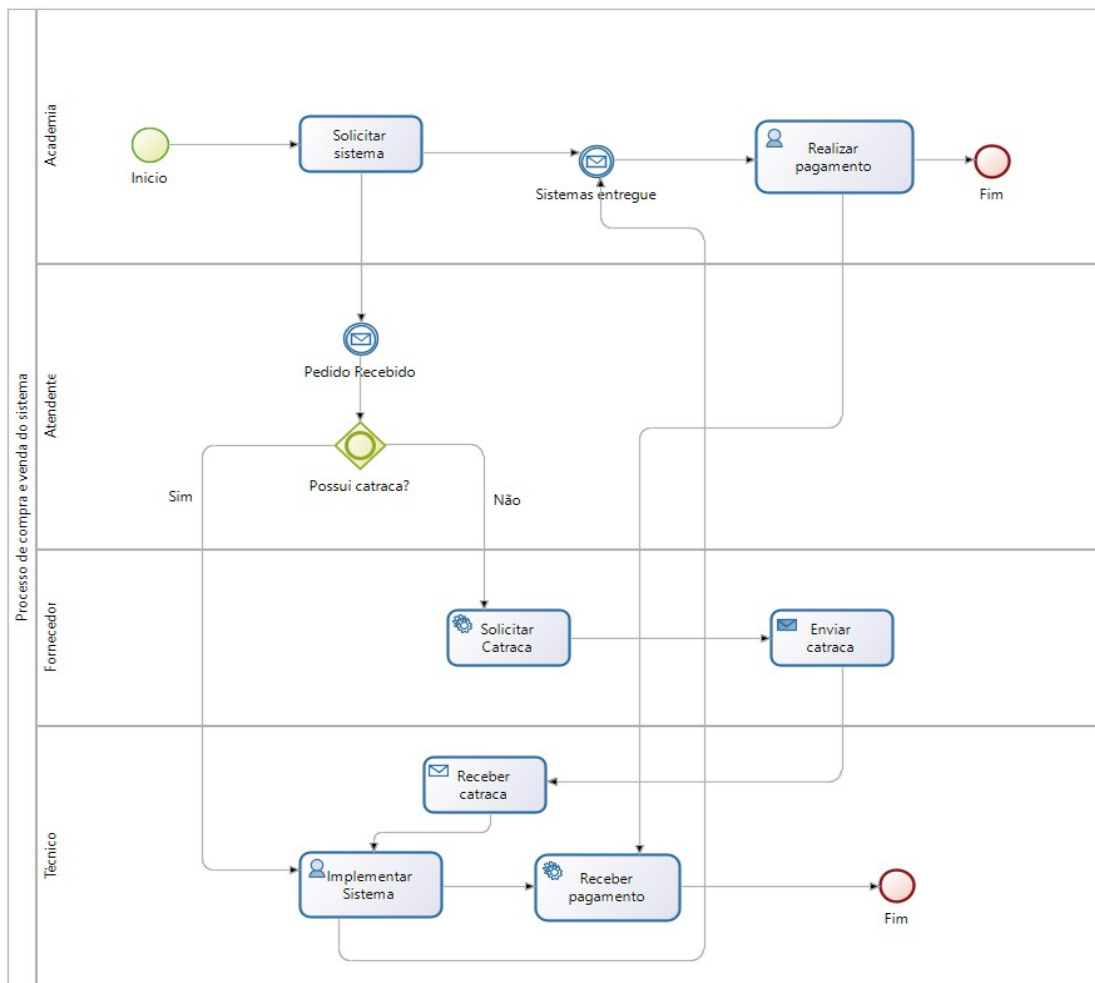 Processo de compra e venda do sistema
Academia
Inicio
Solicitar
sistema
Sistemas entregue
Realizar
pagamento
Fim
Atendente
Pedido Recebido
Possui catraca?
Sim
Não
Fornecedor
Solicitar
Catraca
Enviar
catraca
Técnico
Receber
catraca
Implementar
Sistema
Receber
pagamento
Fim